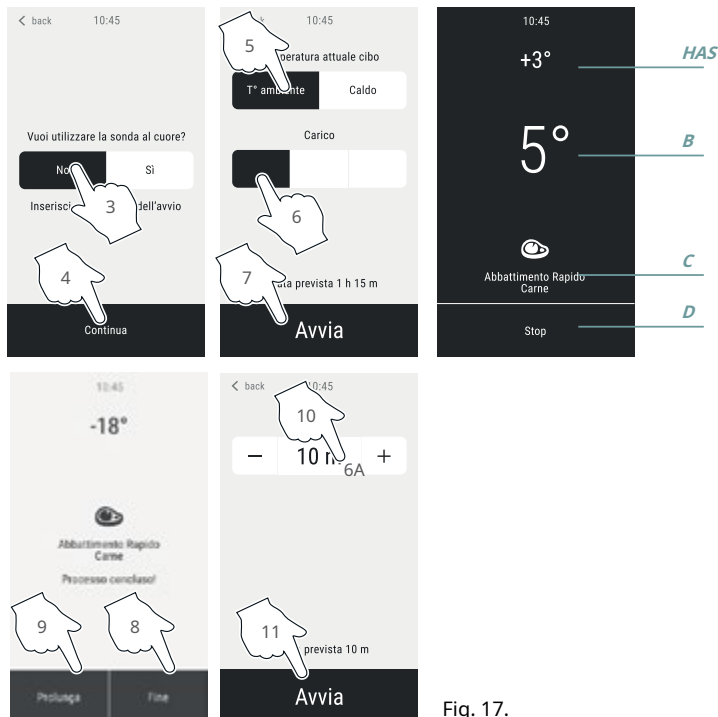 back 10:45
Vuoi utilizzare la sonda al cuore?
No Sì
Inserisci dell'avvio
3
4
Continua
10:45
5
peratura attuale cibo
T° ambiente Caldo
Carico
6
7
ata prevista 1 h 15 m
Avvia
10:45
+3°
HAS
5°
B
Abbattimento Rapido
Carne
C
Stop
D
10:45
-18°
Abbattimento Rapido
Carne
Processo concluso!
9
8
Prolunga Fine
back 10:45
10
− 10 m +
6A
11
prevista 10 m
Avvia
Fig. 17.